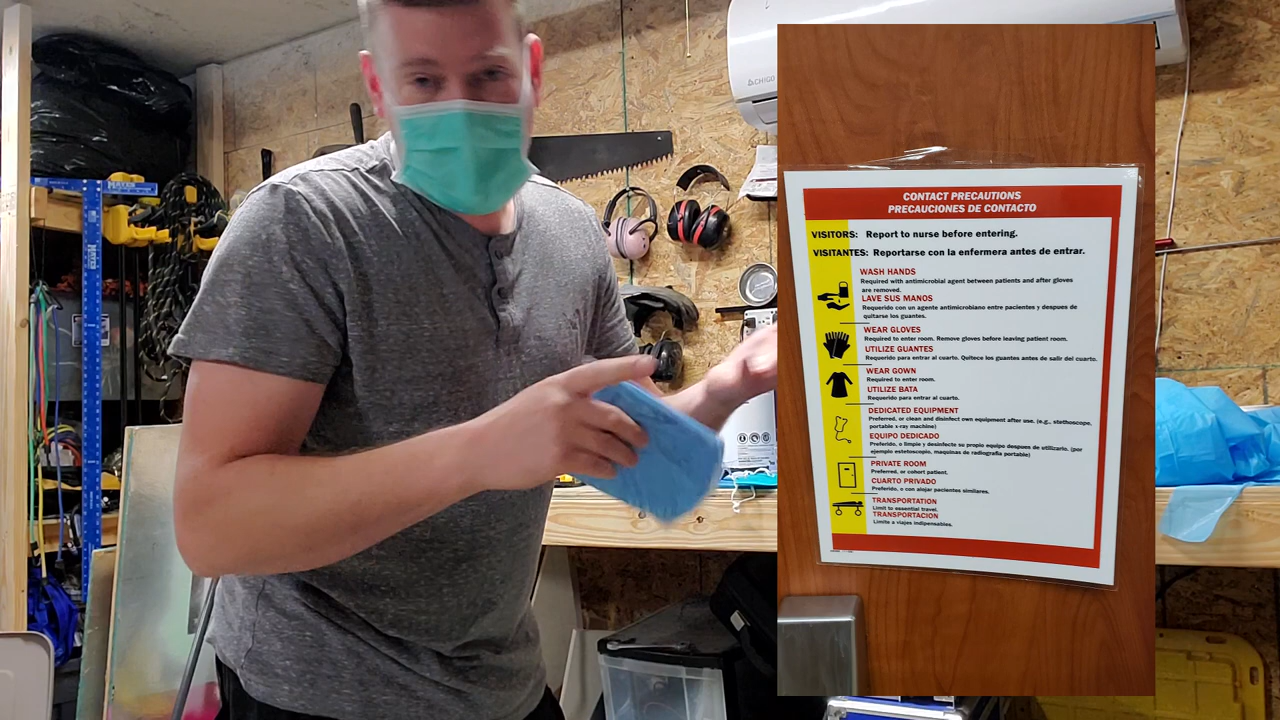 CHIGO
CONTACT PRECAUTIONS
PRECAUCIONES DE CONTACTO
VISITORS: Report to nurse before entering.
VISITANTES: Reportarse con la enfermera antes de entrar.
WASH HANDS
Required with antimicrobial agent between patients and after gloves
are removed.
LAVE SUS MANOS
Requerido con un agente antimicrobiano entre pacientes y despues de
quitarse los guantes.
WEAR GLOVES
Required to enter room. Remove gloves before leaving patient room.
UTILIZE GUANTES
Requerido para entrar al cuarto. Quitece los guantes antes de salir del cuarto.
WEAR GOWN
Required to enter room.
UTILIZE BATA
Requerido para entrar al cuarto.
DEDICATED EQUIPMENT
Preferred, or clean and disinfect own equipment after use. (e.g., stethoscope,
portable x-ray machine)
EQUIPO DEDICADO
Preferido, o limpie y desinfecte su propio equipo despues de utilizarlo. (por
ejemplo estetoscopio, maquinas de radiografia portable)
PRIVATE ROOM
Preferred, or cohort patient.
CUARTO PRIVADO
Preferido, o con alojar pacientes similares.
TRANSPORTATION
Limit to essential travel.
TRANSPORTACION
Limite a viajes indispensables.